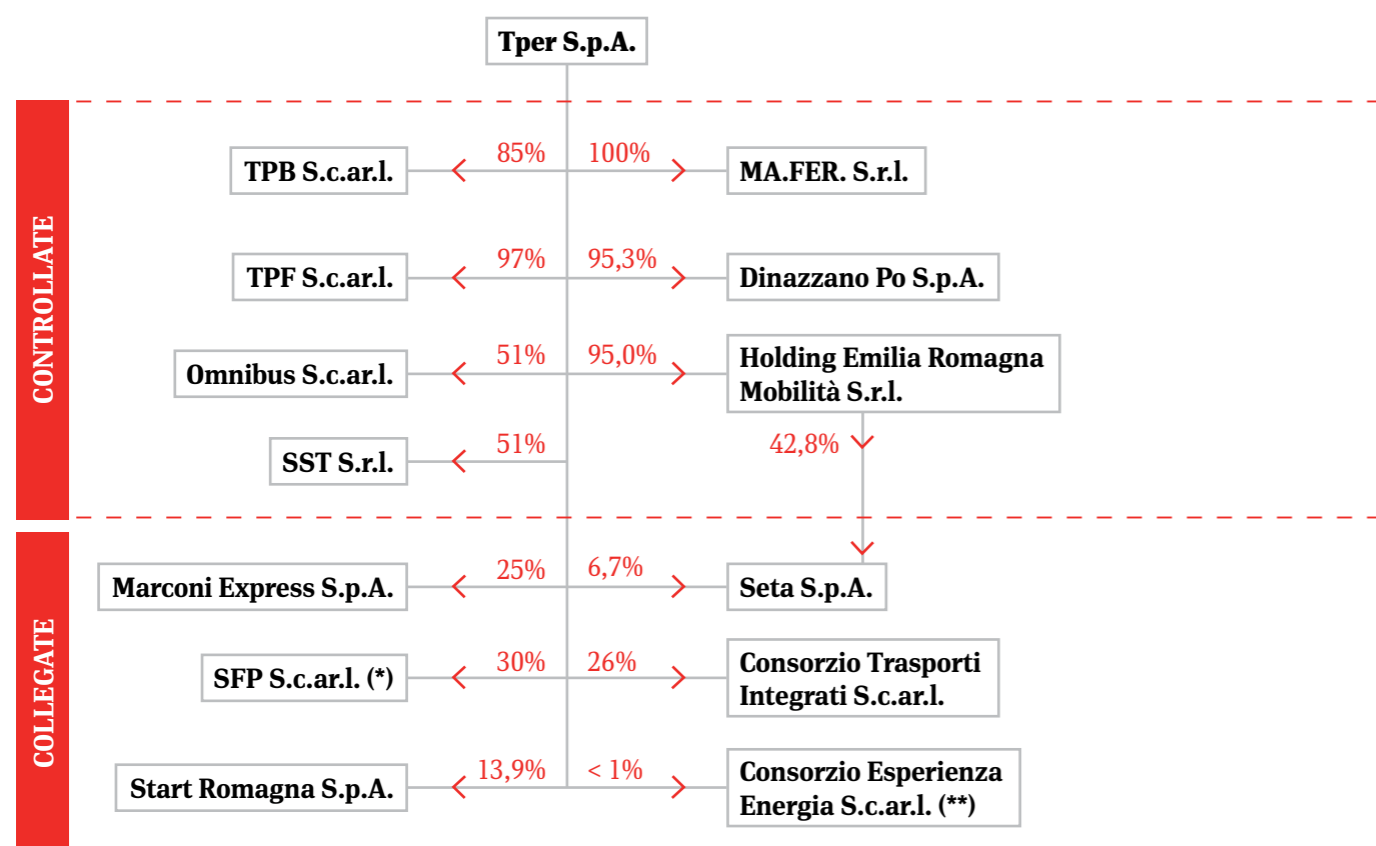 Tper S.p.A.
CONTROLLATE
TPB S.c.ar.l.
85%
100%
MA.FER. S.r.l.
TPF S.c.ar.l.
97%
95,3%
Dinazzano Po S.p.A.
Omnibus S.c.ar.l.
51%
95,0%
Holding Emilia Romagna
Mobilità S.r.l.
SST S.r.l.
51%
42,8%
COLLEGATE
Marconi Express S.p.A.
25%
6,7%
Seta S.p.A.
SFP S.c.ar.l. (*)
30%
26%
Consorzio Trasporti
Integrati S.c.ar.l.
Start Romagna S.p.A.
13,9%
< 1%
Consorzio Esperienza
Energia S.c.ar.l. (**)